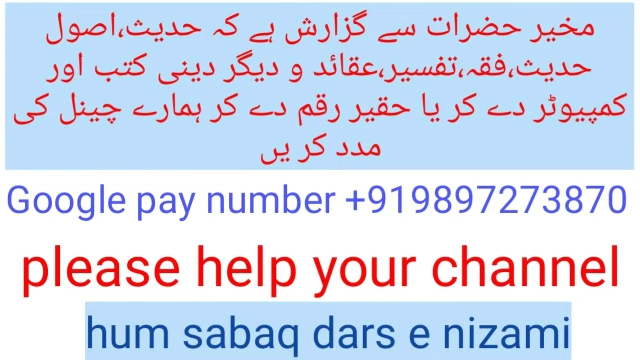 مخیر حضرات سے گزارش ہے کہ حدیث،اصول
حدیث،فقہ،تفسیر،عقائد و دیگر دینی کتب اور
کمپیوٹر دے کر یا حقیر رقم دے کر ہمارے چینل کی
مدد کر یں
Google pay number +919897273870
please help your channel
hum sabaq dars e nizami